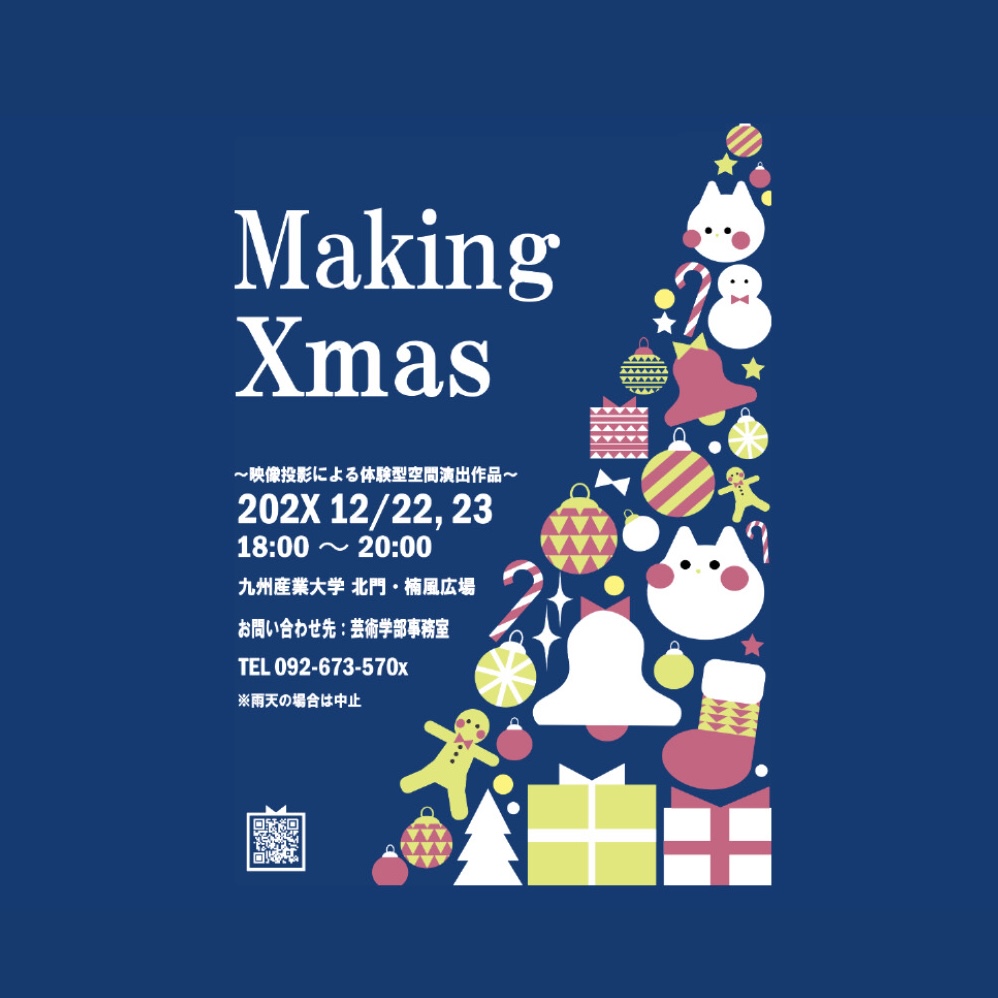 Making
Xmas
～映像投影による体験型空間演出作品～
202X 12/22, 23
18:00 〜 20:00
九州産業大学 北門・楠風広場
お問い合わせ先：芸術学部事務室
TEL 092-673-570x
※雨天の場合は中止